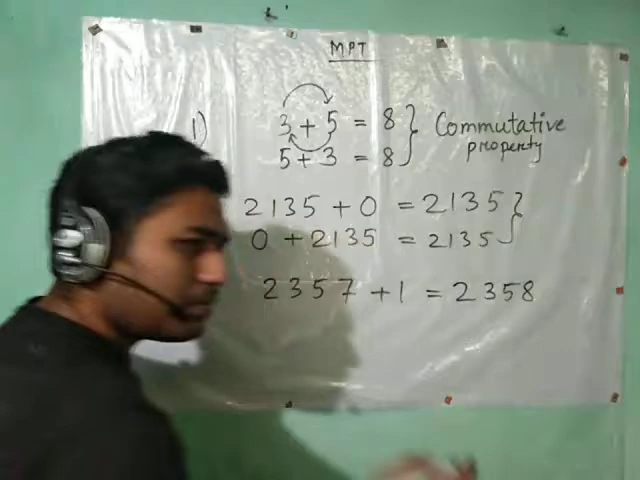 MPT
1) 3 + 5 = 8
5 + 3 = 8
Commutative
property
2135 + 0 = 2135
0 + 2135 = 2135
2357 + 1 = 2358